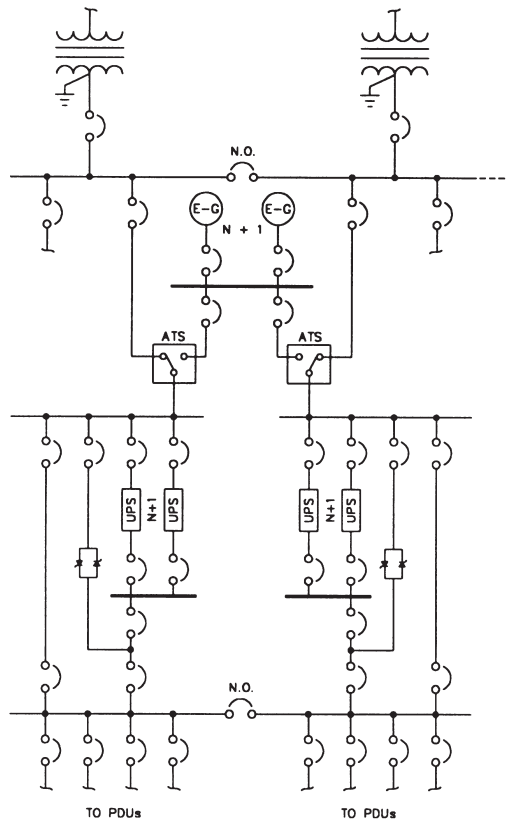 N.O.
E-G
E-G
N + 1
ATS
ATS
UPS
N+1
UPS
UPS
N+1
UPS
N.O.
TO PDUs
TO PDUs